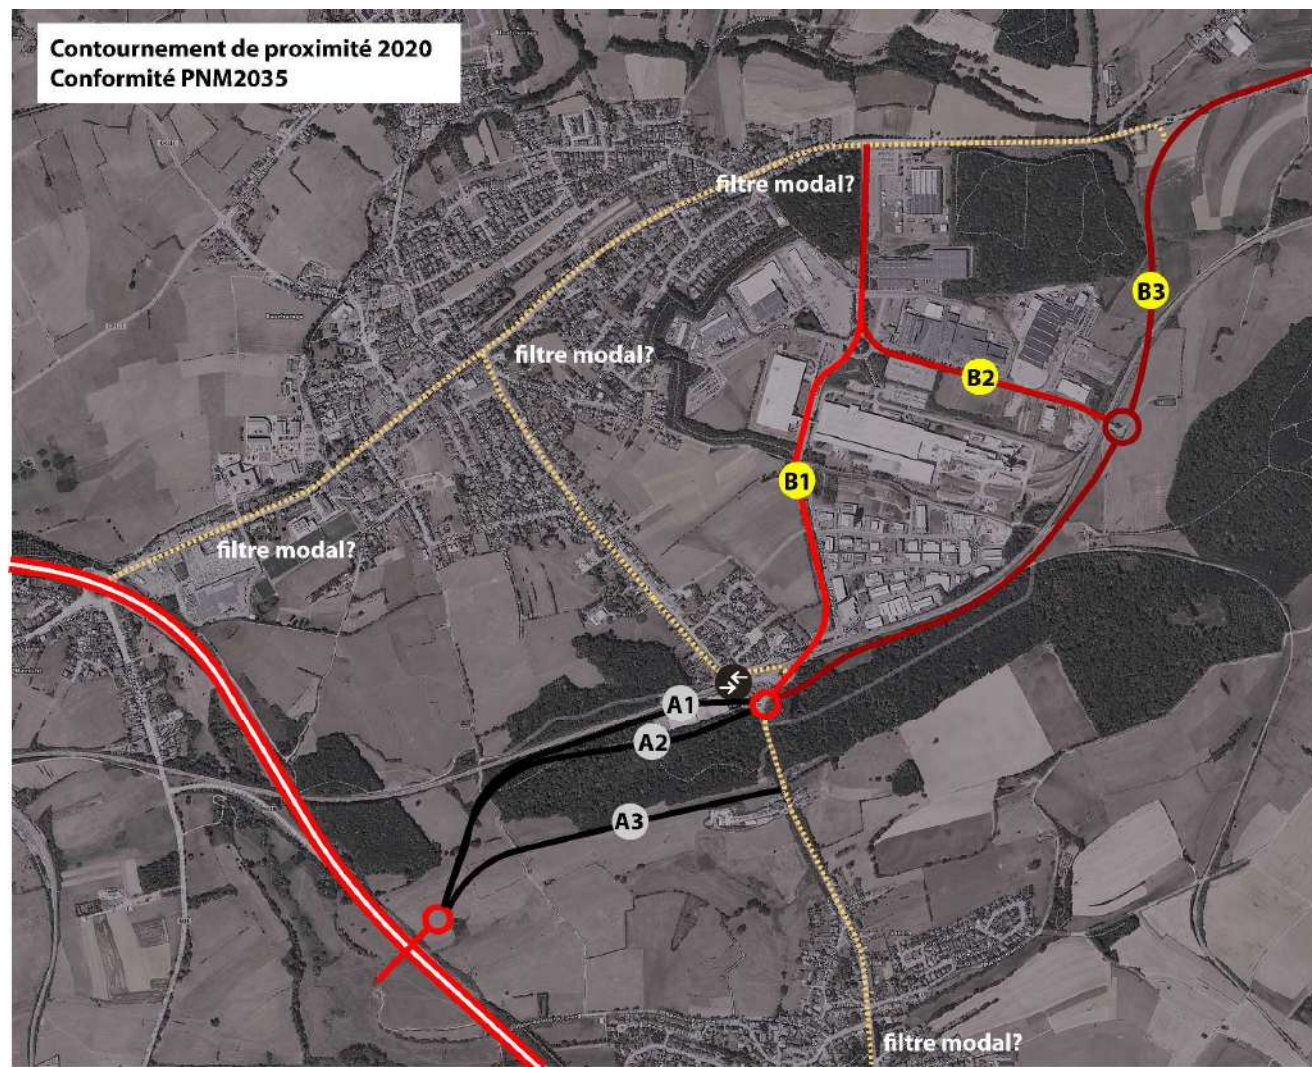 Contournement de proximité 2020
Conformité PNM2035
filtre modal?
B3
filtre modal?
B2
B1
filtre modal?
A1
A2
A3
filtre modal?